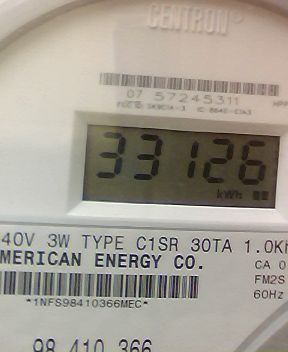 CENTRON®
07 57245311
33126
kWh
40V 3W TYPE C1SR 30TA 1.0Kh
MERICAN ENERGY CO.
CA 0
FM2S
60Hz
*1NFS98410366MEC*
98 410 366